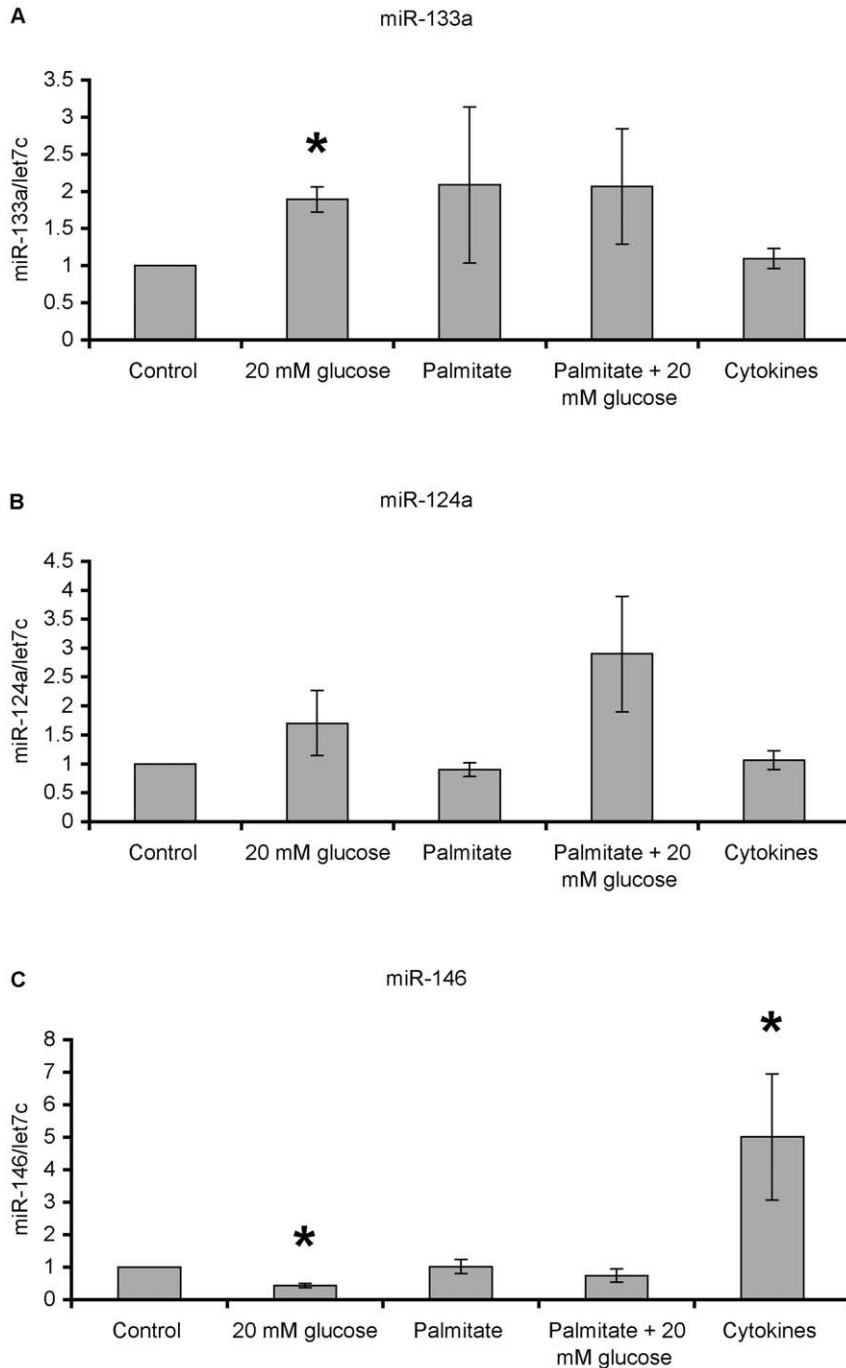 A
miR-133a
miR-133a/let7c
3.5
3
2.5
2
1.5
1
0.5
0
*
Control
20 mM glucose
Palmitate
Palmitate + 20
mM glucose
Cytokines
B
miR-124a
miR-124a/let7c
4.5
4
3.5
3
2.5
2
1.5
1
0.5
0
Control
20 mM glucose
Palmitate
Palmitate + 20
mM glucose
Cytokines
C
miR-146
miR-146/let7c
8
7
6
5
4
3
2
1
0
*
*
Control
20 mM glucose
Palmitate
Palmitate + 20
mM glucose
Cytokines